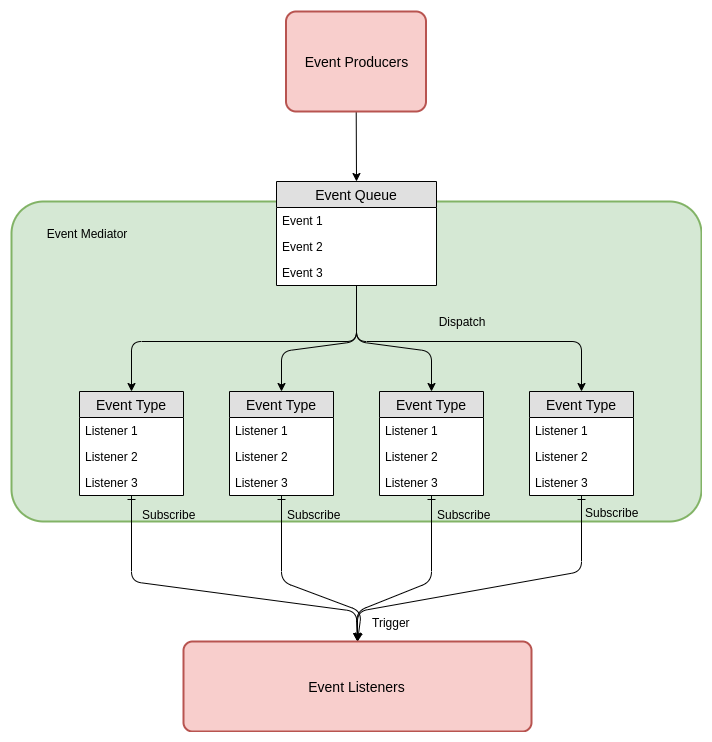 Event Producers
Event Queue
Event 1
Event Mediator
Event 2
Event 3
Dispatch
Event Type
Listener 1
Listener 2
Listener 3
Event Type
Listener 1
Listener 2
Listener 3
Event Type
Listener 1
Listener 2
Listener 3
Event Type
Listener 1
Listener 2
Listener 3
Subscribe
Subscribe
Subscribe
Subscribe
Trigger
Event Listeners